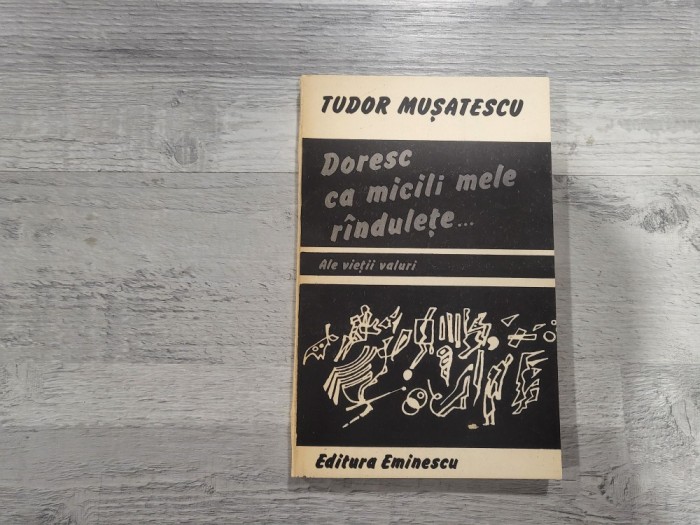 TUDOR MUȘATESCU
Doresc
ca micili mele
rîndulețe...
Ale vieții valuri
Editura Eminescu